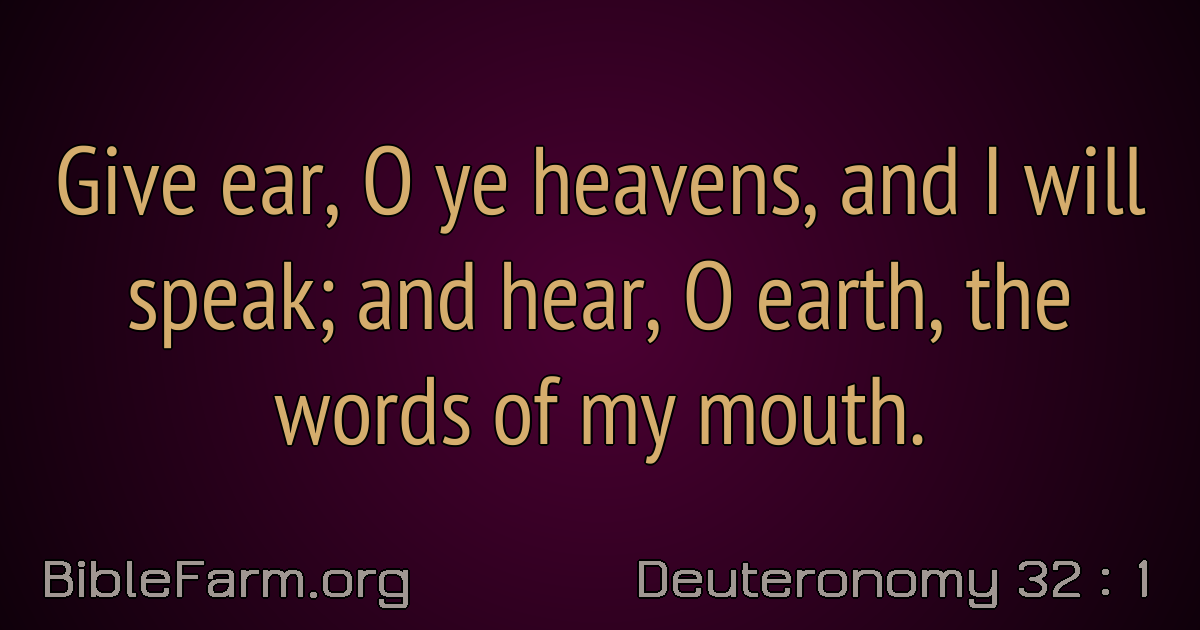 Give ear, O ye heavens, and I will
speak; and hear, O earth, the
words of my mouth.
BibleFarm.org
Deuteronomy 32 : 1